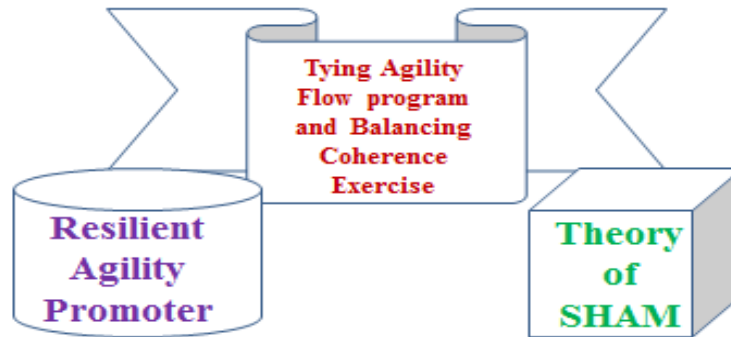 Tying Agility
Flow program
and Balancing
Coherence
Exercise
Resilient
Agility
Promoter
Theory
of
SHAM